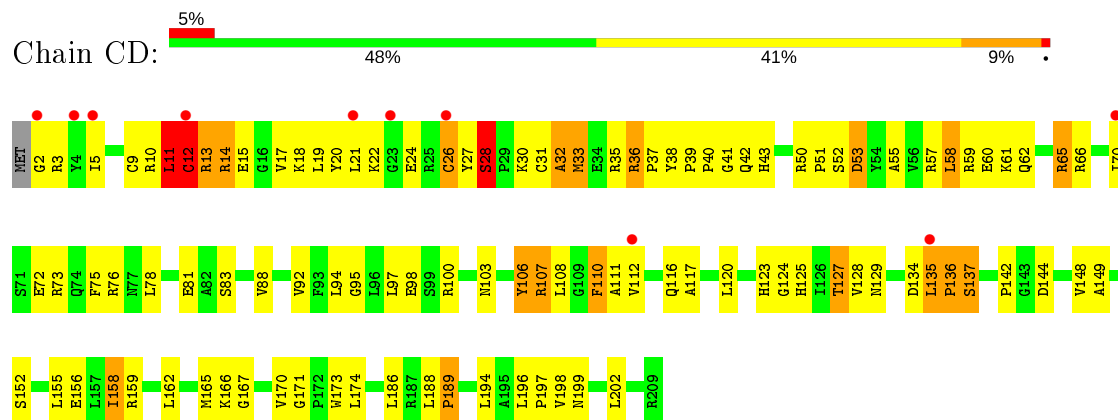 5%
Chain CD:
48% 41% 9% •
MET G2 R3 Y4 I5 C9 R10 L11 C12 R13 R14 E15 G16 V17 K18 L19 Y20 L21 K22 G23 E24 R25 C26 Y27 S28 P29 K30 C31 A32 M33 E34 R35 R36 P37 Y38 P39 P40 G41 Q42 H43 R50 P51 S52 D53 Y54 A55 V56 R57 L58 R59 E60 K61 Q62 R65 R66 I70
S71 E72 R73 Q74 F75 R76 N77 L78 E81 A82 S83 V88 V92 F93 L94 G95 L96 L97 E98 S99 R100 N103 Y106 R107 L108 G109 F110 A111 V112 Q116 A117 L120 H123 G124 H125 I126 T127 V128 N129 D134 L135 P136 S137 P142 G143 D144 V148 A149
S152 L155 E156 L157 I158 R159 L162 M165 K166 G167 V170 G171 P172 W173 L174 L186 R187 L188 P189 L194 A195 L196 P197 V198 N199 L202 R209